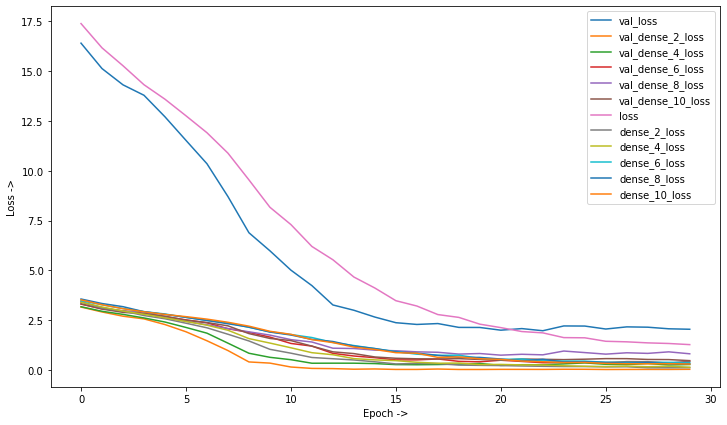 17.5
15.0
12.5
10.0
7.5
5.0
2.5
0.0
Loss ->
0
5
10
15
20
25
30
Epoch ->
val_loss
val_dense_2_loss
val_dense_4_loss
val_dense_6_loss
val_dense_8_loss
val_dense_10_loss
loss
dense_2_loss
dense_4_loss
dense_6_loss
dense_8_loss
dense_10_loss